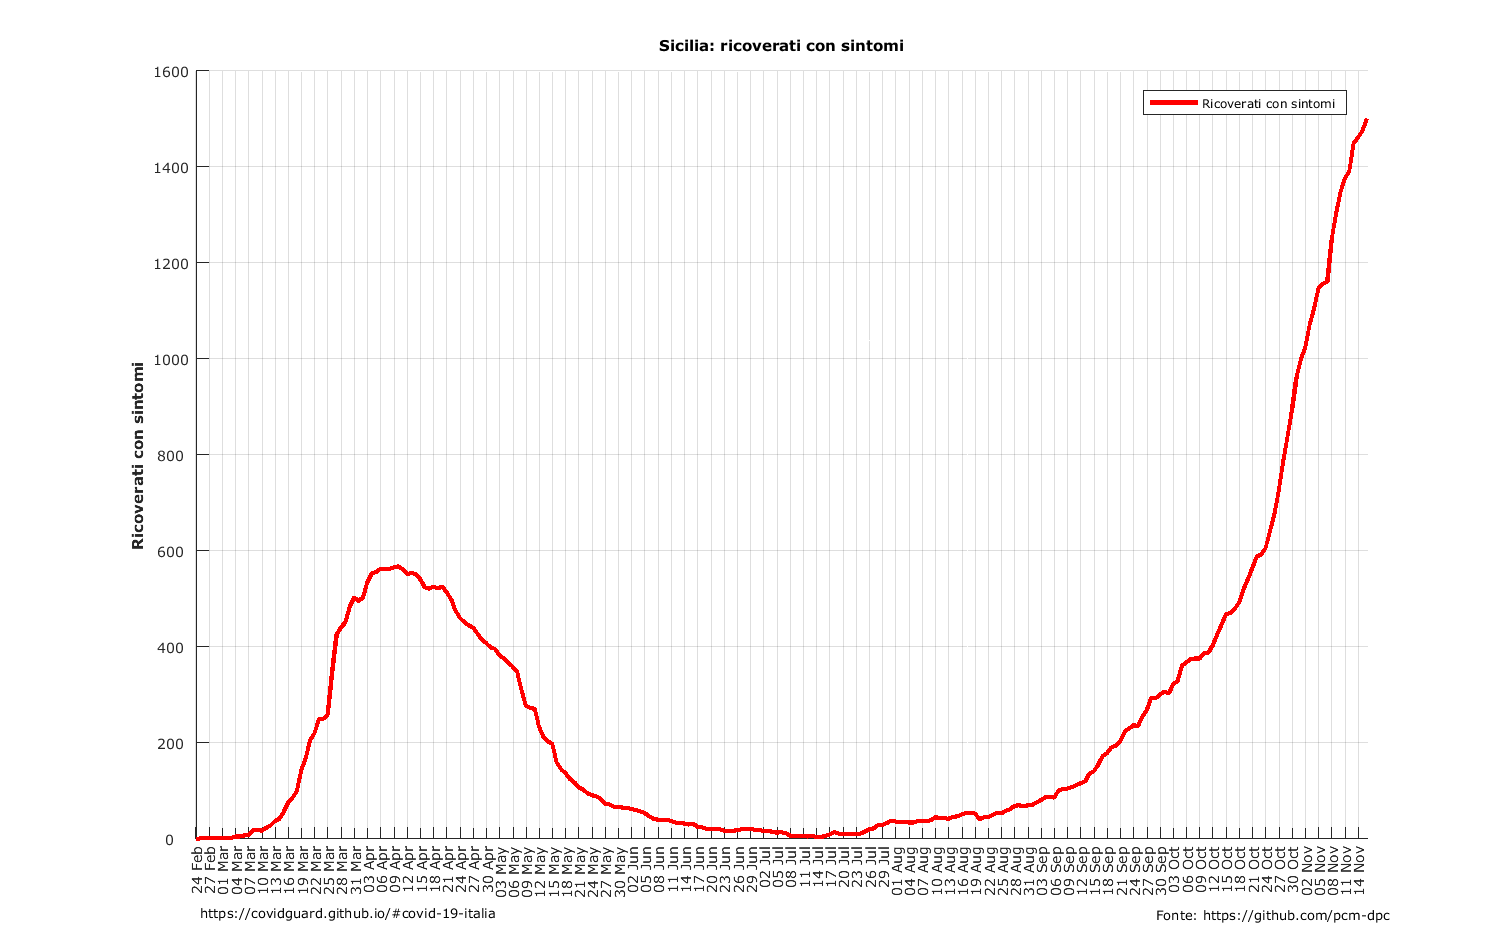 Sicilia: ricoverati con sintomi
Ricoverati con sintomi
Ricoverati con sintomi
1600
1400
1200
1000
800
600
400
200
0
24 Feb
27 Feb
01 Mar
04 Mar
07 Mar
10 Mar
13 Mar
16 Mar
19 Mar
22 Mar
25 Mar
28 Mar
31 Mar
03 Apr
06 Apr
09 Apr
12 Apr
15 Apr
18 Apr
21 Apr
24 Apr
27 Apr
30 Apr
03 May
06 May
09 May
12 May
15 May
18 May
21 May
24 May
27 May
30 May
02 Jun
05 Jun
08 Jun
11 Jun
14 Jun
17 Jun
20 Jun
23 Jun
26 Jun
29 Jun
02 Jul
05 Jul
08 Jul
11 Jul
14 Jul
17 Jul
20 Jul
23 Jul
26 Jul
29 Jul
01 Aug
04 Aug
07 Aug
10 Aug
13 Aug
16 Aug
19 Aug
22 Aug
25 Aug
28 Aug
31 Aug
03 Sep
06 Sep
09 Sep
12 Sep
15 Sep
18 Sep
21 Sep
24 Sep
27 Sep
30 Sep
03 Oct
06 Oct
09 Oct
12 Oct
15 Oct
18 Oct
21 Oct
24 Oct
27 Oct
30 Oct
02 Nov
05 Nov
08 Nov
11 Nov
14 Nov
https://covidguard.github.io/#covid-19-italia
Fonte: https://github.com/pcm-dpc